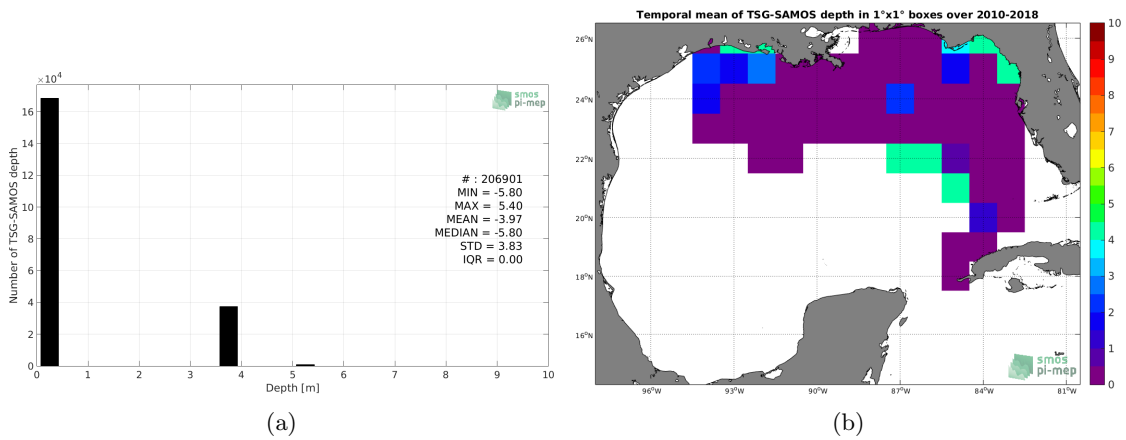 ×10⁴
16
14
12
10
8
6
4
2
0
Number of TSG-SAMOS depth
smos
pi-mep
# : 206901
MIN = -5.80
MAX = 5.40
MEAN = -3.97
MEDIAN = -5.80
STD = 3.83
IQR = 0.00
0 1 2 3 4 5 6 7 8 9 10
Depth [m]
(a)
Temporal mean of TSG-SAMOS depth in 1°x1° boxes over 2010-2018
26°N
24°N
22°N
20°N
18°N
16°N
96°W 93°W 90°W 87°W 84°W 81°W
smos
pi-mep
10
9
8
7
6
5
4
3
2
1
0
(b)